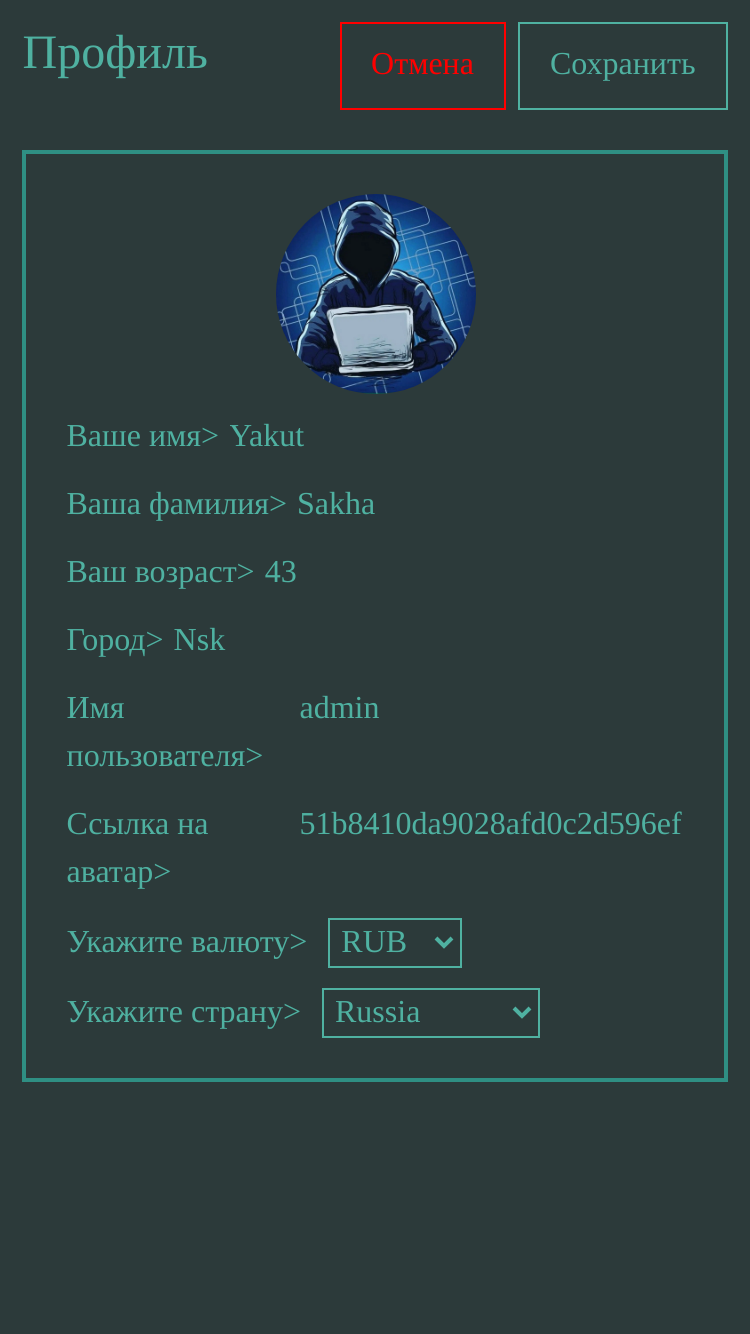 Профиль
Отмена
Сохранить
Ваше имя> Yakut
Ваша фамилия> Sakha
Ваш возраст> 43
Город> Nsk
Имя admin
пользователя>
Ссылка на 51b8410da9028afd0c2d596ef
аватар>
Укажите валюту> RUB
Укажите страну> Russia